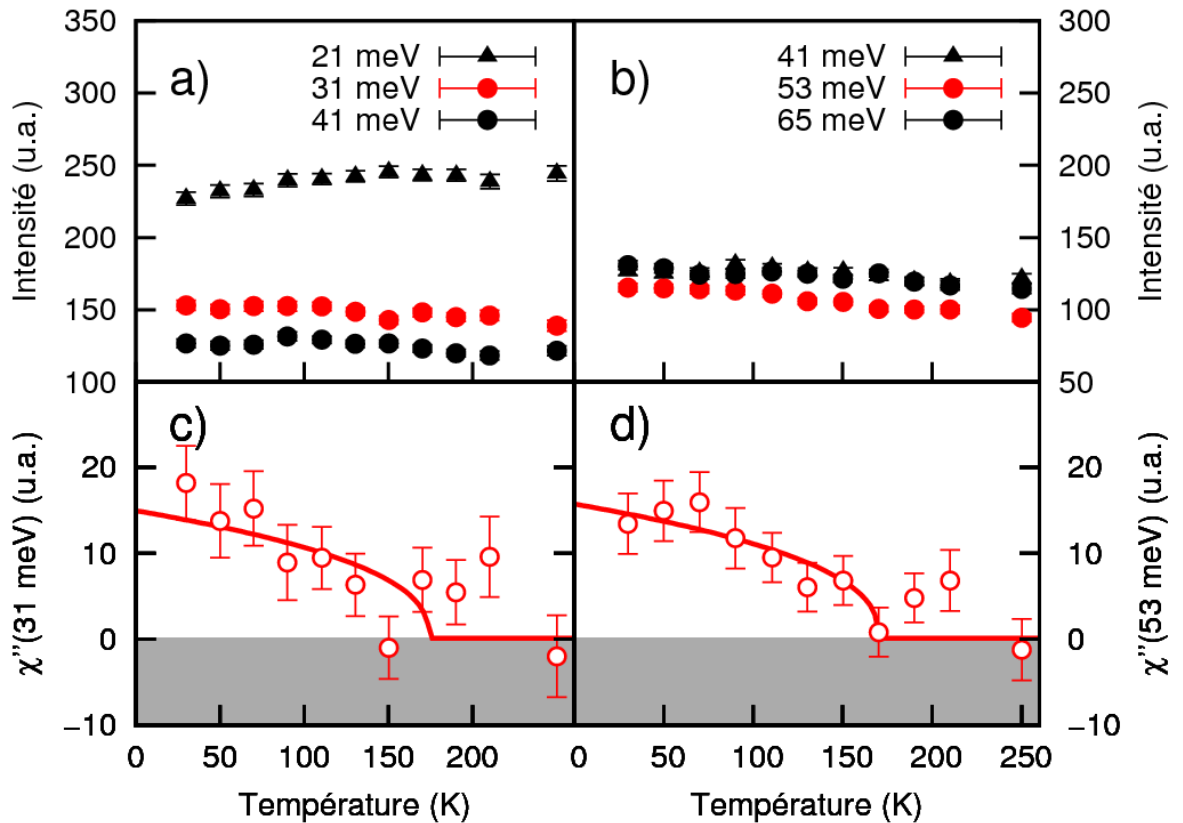 350
300
250
200
150
100
Intensité (u.a.)
a)
21 meV
31 meV
41 meV
b)
41 meV
53 meV
65 meV
300
250
200
150
100
50
Intensité (u.a.)
c)
20
10
0
−10
χ''(31 meV) (u.a.)
d)
20
10
0
−10
χ''(53 meV) (u.a.)
0 50 100 150 200
0 50 100 150 200 250
Température (K)
Température (K)